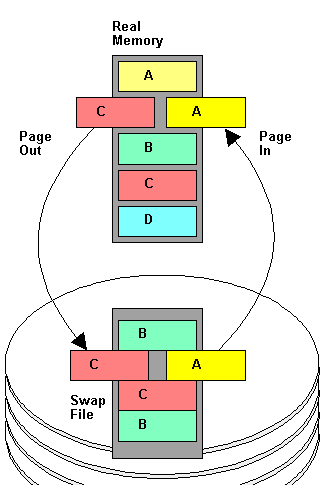 Real
Memory
A
C A
Page
Out
Page
In
B
C
D
B
C A
Swap
File
C
B